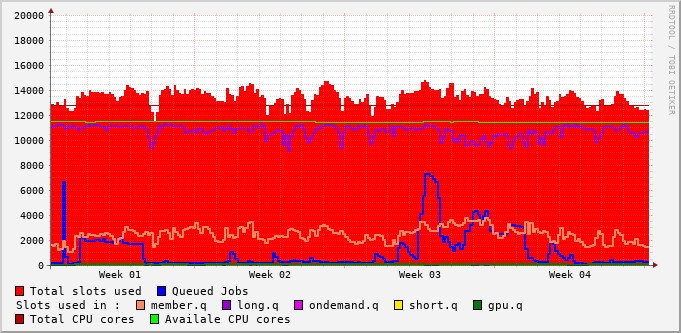 20000
18000
16000
14000
12000
10000
8000
6000
4000
2000
0
Week 01 Week 02 Week 03 Week 04
RRDTOOL / TOBI OETIKER
Total slots used Queued Jobs
Slots used in : member.q long.q ondemand.q short.q gpu.q
Total CPU cores Availale CPU cores